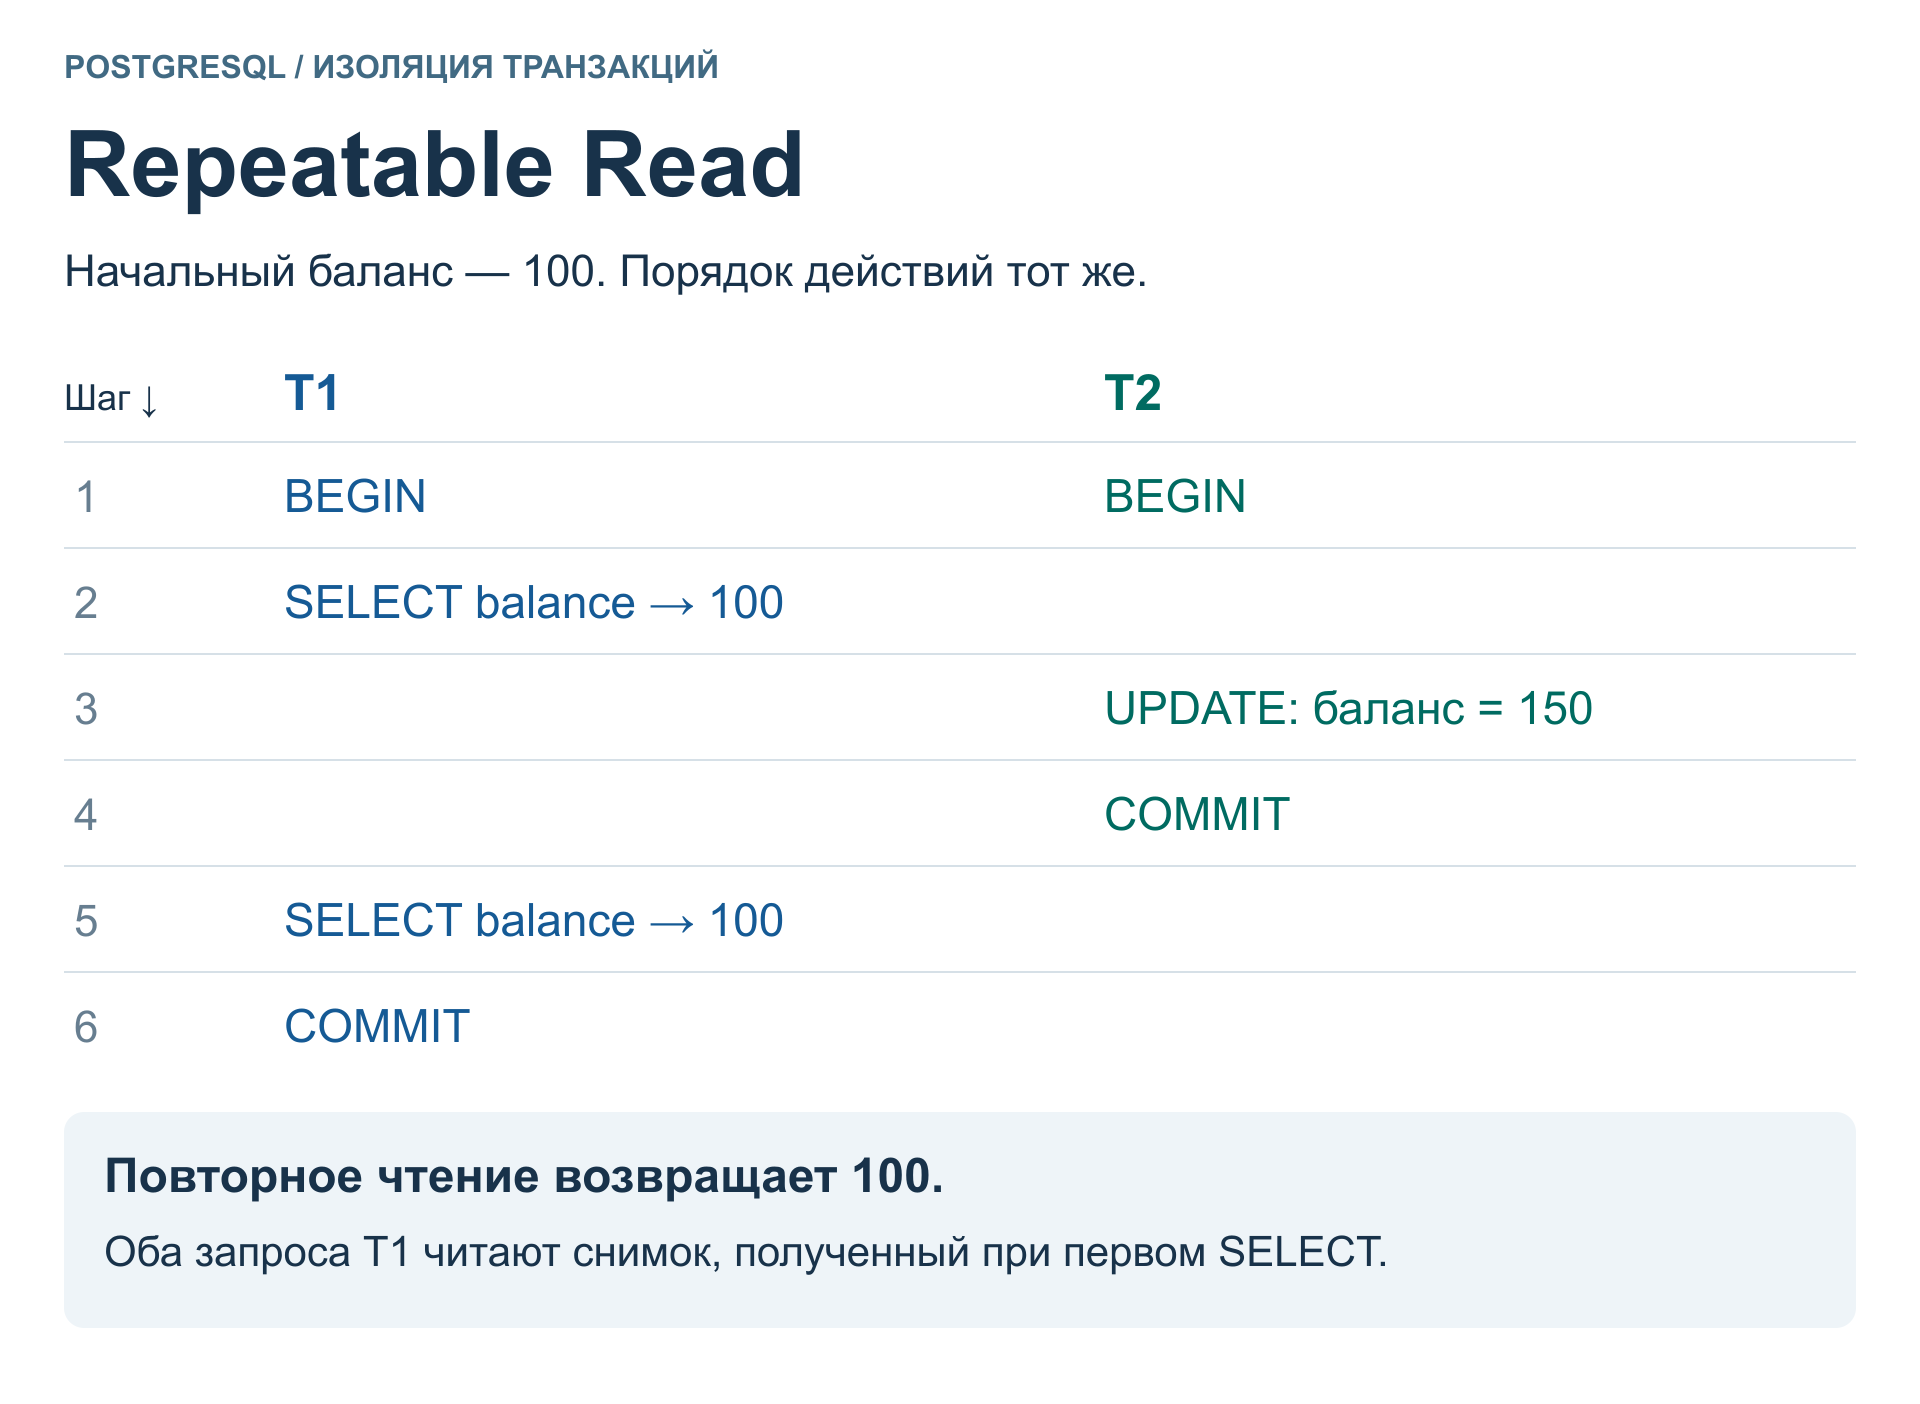 POSTGRESQL / ИЗОЛЯЦИЯ ТРАНЗАКЦИЙ
Repeatable Read
Начальный баланс — 100. Порядок действий тот же.
Шаг ↓ T1 T2
1 BEGIN BEGIN
2 SELECT balance → 100
3 UPDATE: баланс = 150
4 COMMIT
5 SELECT balance → 100
6 COMMIT
Повторное чтение возвращает 100.
Оба запроса T1 читают снимок, полученный при первом SELECT.